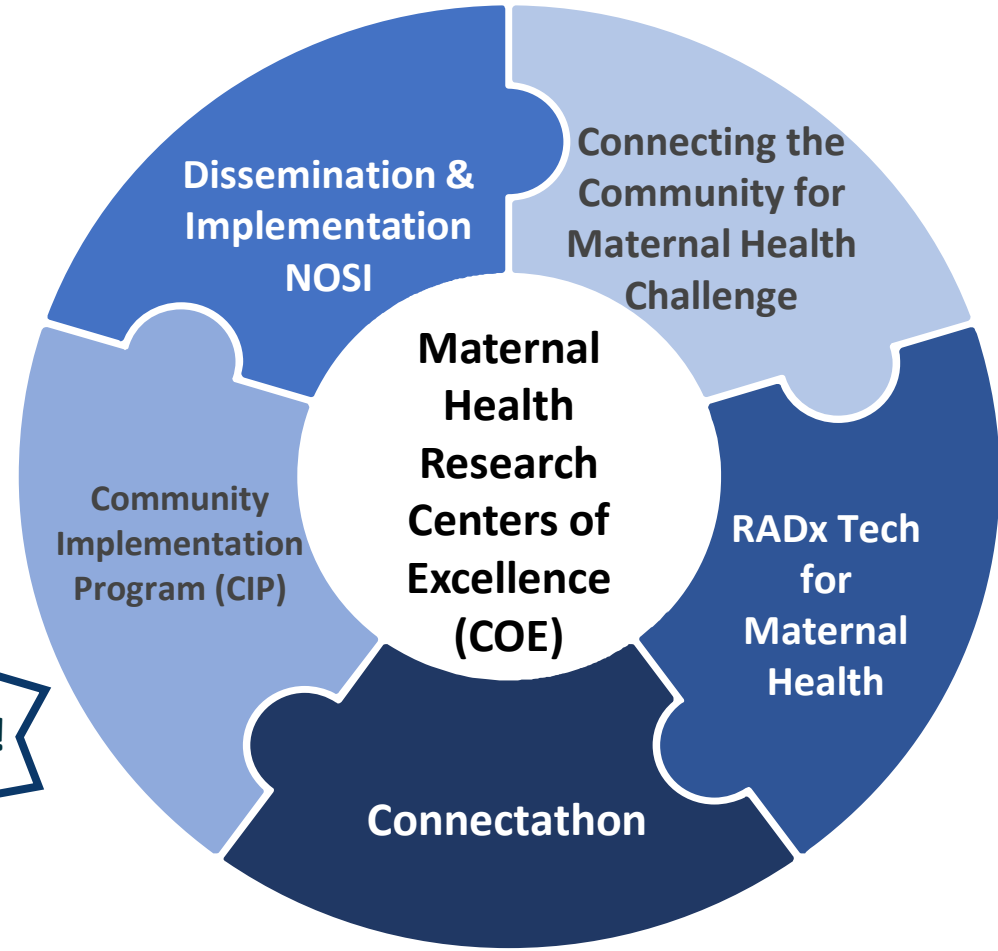 Dissemination &
Implementation
NOSI
Connecting the
Community for
Maternal Health
Challenge
Maternal
Health
Research
Centers of
Excellence
(COE)
RADx Tech
for
Maternal
Health
Community
Implementation
Program (CIP)
!
Connectathon